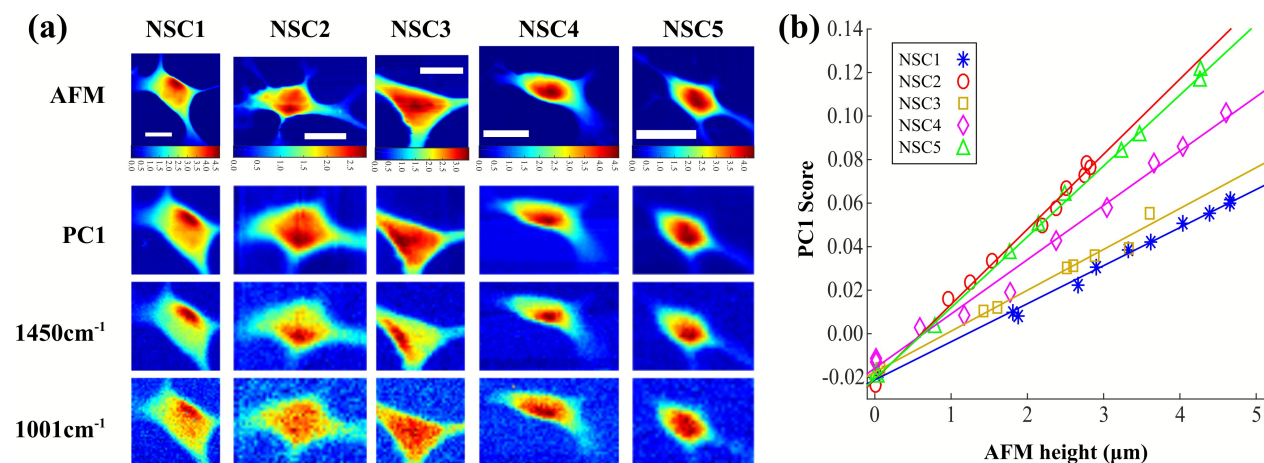 (a) NSC1 NSC2 NSC3 NSC4 NSC5
AFM
0.0 0.5 1.0 1.5 2.0 2.5 3.0 3.5 4.0 4.5
0.0 0.5 1.0 1.5 2.0 2.5
0.0 0.5 1.0 1.5 2.0 2.5 3.0
0.0 0.5 1.0 1.5 2.0 2.5 3.0 3.5 4.0 4.5
0.0 0.5 1.0 1.5 2.0 2.5 3.0 3.5 4.0
PC1
1450cm⁻¹
1001cm⁻¹
(b)
PC1 Score
0.14
0.12
0.10
0.08
0.06
0.04
0.02
0.00
-0.02
NSC1
NSC2
NSC3
NSC4
NSC5
0 1 2 3 4 5
AFM height (µm)